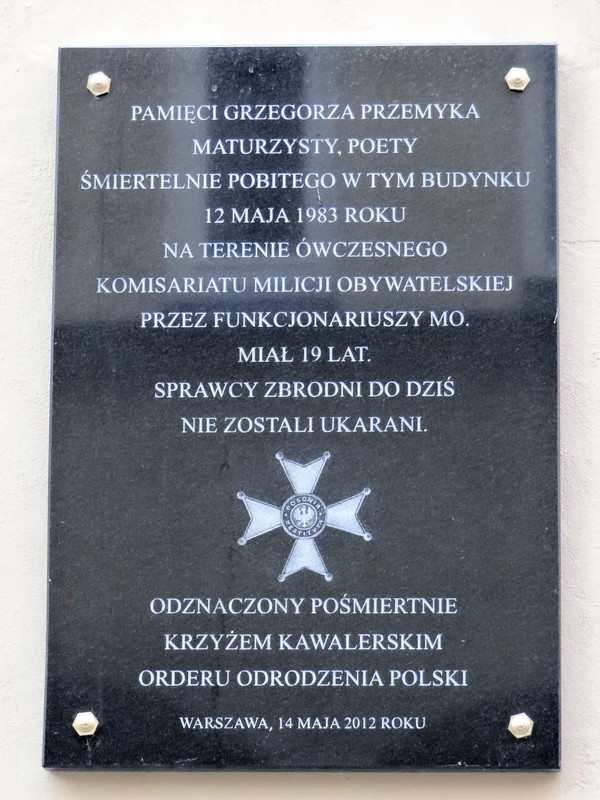 PAMIĘCI GRZEGORZA PRZEMYKA
MATURZYSTY, POETY
ŚMIERTELNIE POBITEGO W TYM BUDYNKU
12 MAJA 1983 ROKU
NA TERENIE ÓWCZESNEGO
KOMISARIATU MILICJI OBYWATELSKIEJ
PRZEZ FUNKCJONARIUSZY MO.
MIAŁ 19 LAT.
SPRAWCY ZBRODNI DO DZIŚ
NIE ZOSTALI UKARANI.
POLONIA RESTITUTA
ODZNACZONY POŚMIERTNIE
KRZYŻEM KAWALERSKIM
ORDERU ODRODZENIA POLSKI
WARSZAWA, 14 MAJA 2012 ROKU